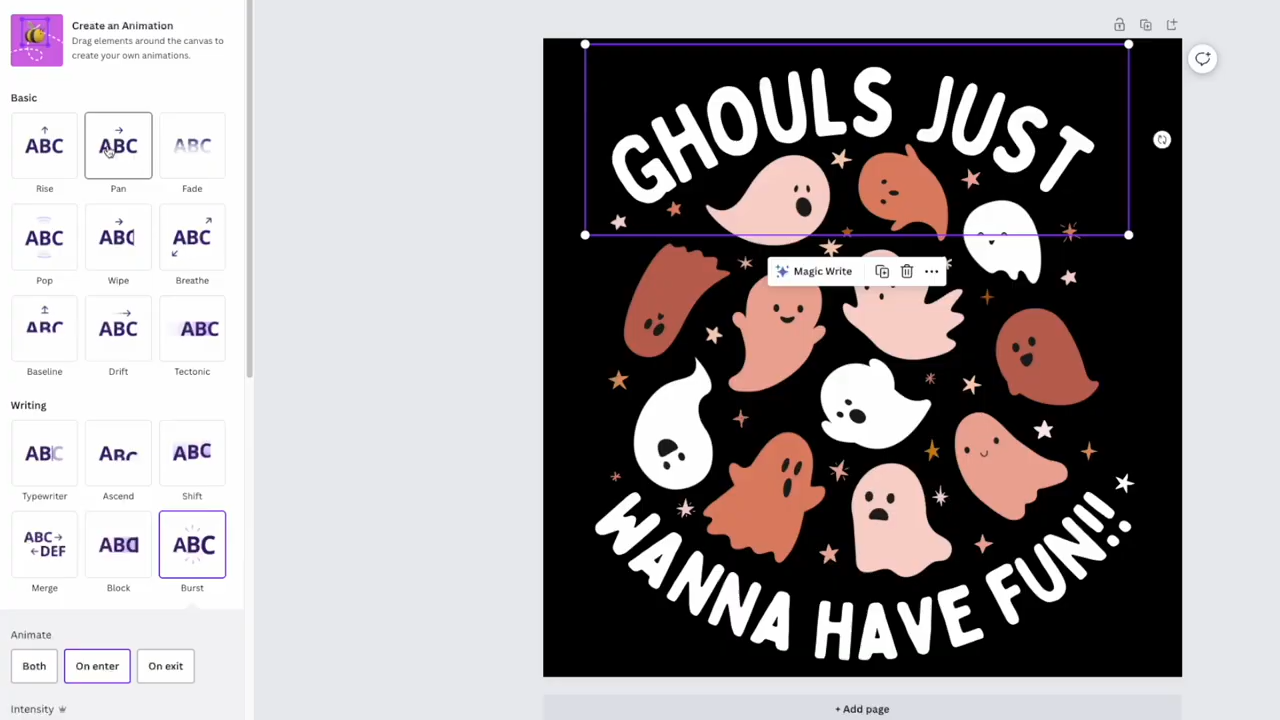 Create an Animation
Drag elements around the canvas to
create your own animations.
Basic
ABC
ABC
ABC
Rise
Pan
Fade
ABC
ABC
ABC
Pop
Wipe
Breathe
ABC
ABC
ABC
Baseline
Drift
Tectonic
Writing
ABC
ABC
ABC
Typewriter
Ascend
Shift
ABC
DEF
ABC
ABC
Merge
Block
Burst
Animate
Both
On enter
On exit
Intensity
GHOULS JUST
Magic Write
WANNA HAVE FUN!!
+ Add page